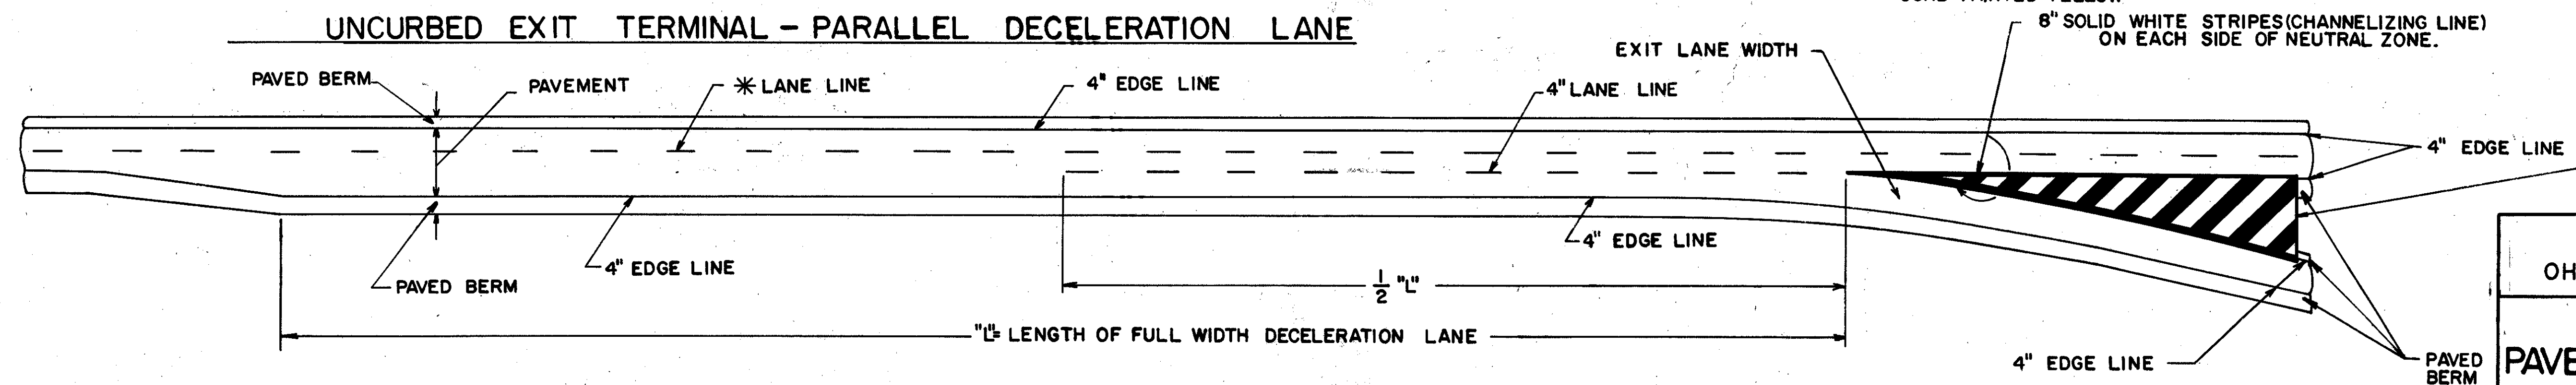 UNCURBED EXIT TERMINAL – PARALLEL DECELERATION LANE
8" SOLID WHITE STRIPES (CHANNELIZING LINE)
ON EACH SIDE OF NEUTRAL ZONE.
EXIT LANE WIDTH
PAVED BERM
PAVEMENT
* LANE LINE
4" EDGE LINE
4" LANE LINE
4" EDGE LINE
4" EDGE LINE
4" EDGE LINE
PAVED BERM
1/2 "L"
"L"= LENGTH OF FULL WIDTH DECELERATION LANE
4" EDGE LINE
PAVED
BERM
OH
PAVE